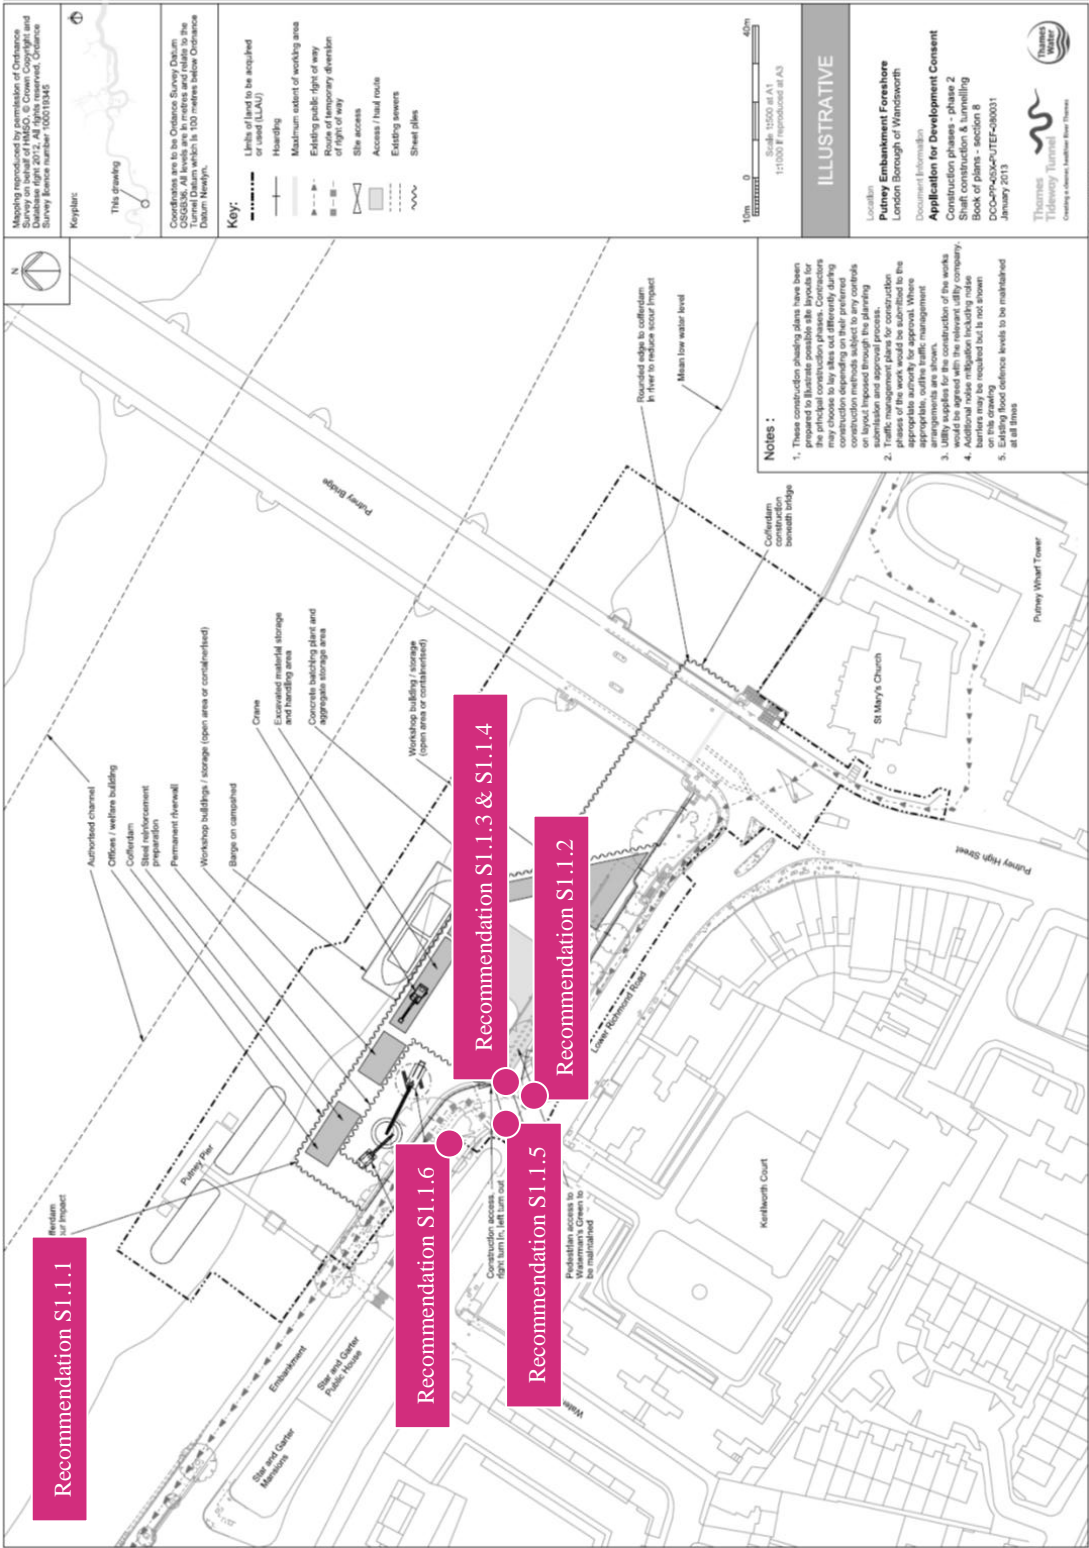 Mapping reproduced by permission of Ordnance
Survey on behalf of HMSO. © Crown Copyright and
Database right 2012. All rights reserved. Ordance
Survey licence number 100019345
Keyplan:
This drawing
Coordinates are to be Ordance Survey Datum
OSGB36. All levels are in metres and relate to the
Tunnel Datum which is 100 metres below Ordnance
Datum Newlyn.
Key:
Limits of land to be acquired
or used (LLAU)
Hoarding
Maximum extent of working area
Existing public right of way
Route of temporary diversion
of right of way
Site access
Access / haul route
Existing sewers
Sheet piles
10m
0
40m
Scale 1:500 at A1
1:1000 if reproduced at A3
ILLUSTRATIVE
Location
Putney Embankment Foreshore
London Borough of Wandsworth
Document Information
Application for Development Consent
Construction phases - phase 2
Shaft construction & tunnelling
Book of plans - section 8
DCO-PP-05X-PUTEF-080031
January 2013
Thames
Tideway Tunnel
Creating a cleaner, healthier River Thames
Thames
Water
N
Notes :
1. These construction phasing plans have been
prepared to illustrate possible site layouts for
the principal construction phases. Contractors
may choose to lay sites out differently during
construction depending on their preferred
construction methods subject to any controls
on layout imposed through the planning
submission and approval process.
2. Traffic management plans for construction
phases of the work would be submitted to the
appropriate authority for approval. Where
appropriate, outline traffic management
arrangements are shown.
3. Utility supplies for the construction of the works
would be agreed with the relevant utility company.
4. Additional noise mitigation including noise
barriers may be required but is not shown
on this drawing
5. Existing flood defence levels to be maintained
at all times
Authorised channel
Offices / welfare building
Cofferdam
Steel reinforcement
preparation
Permanent riverwall
Workshop buildings / storage (open area or containerised)
Barge on campshed
Crane
Excavated material storage
and handling area
Concrete batching plant and
aggregate storage area
Workshop building / storage
(open area or containerised)
Putney Bridge
Rounded edge to cofferdam
in river to reduce scour impact
Mean low water level
Cofferdam
construction
beneath bridge
St Mary's Church
Putney Wharf Tower
Putney High Street
Lower Richmond Road
Kenilworth Court
Putney Pier
fferdam
our impact
Embankment
Star and Garter
Public House
Star and Garter
Mansions
Construction access,
right turn in, left turn out
Pedestrian access to
Waterman's Green to
be maintained
Recommendation S1.1.1
Recommendation S1.1.6
Recommendation S1.1.5
Recommendation S1.1.3 & S1.1.4
Recommendation S1.1.2